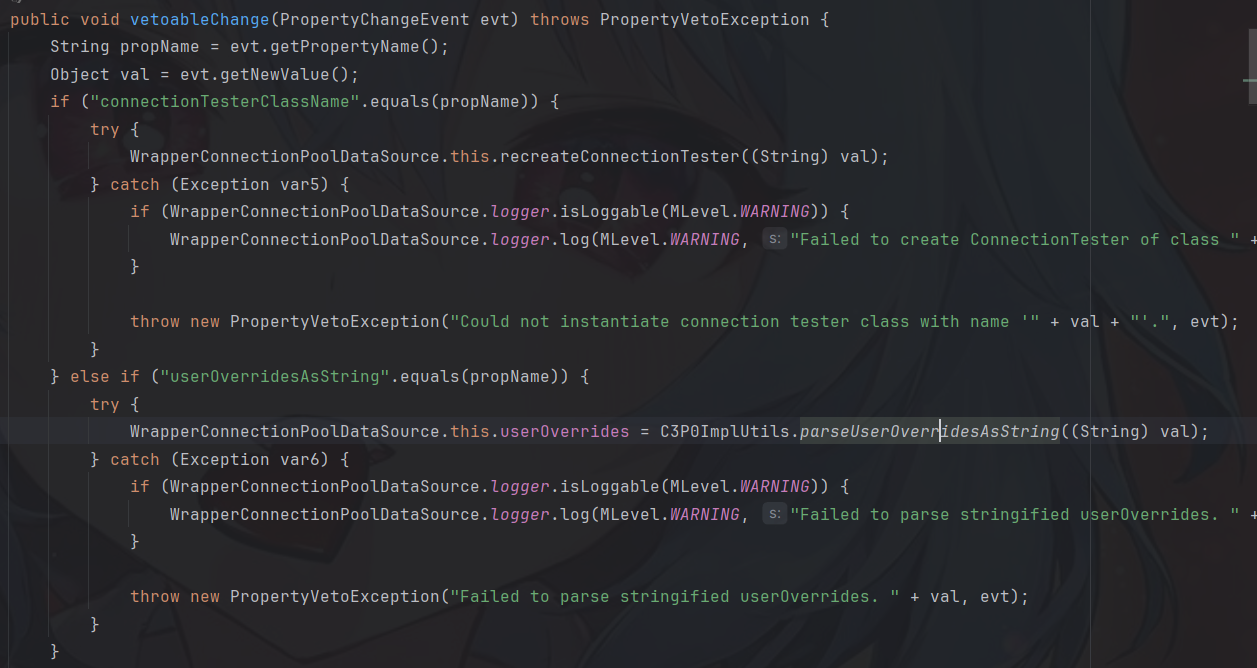 public void vetoableChange(PropertyChangeEvent evt) throws PropertyVetoException {
    String propName = evt.getPropertyName();
    Object val = evt.getNewValue();
    if ("connectionTesterClassName".equals(propName)) {
        try {
            WrapperConnectionPoolDataSource.this.recreateConnectionTester((String) val);
        } catch (Exception var5) {
            if (WrapperConnectionPoolDataSource.logger.isLoggable(MLevel.WARNING)) {
                WrapperConnectionPoolDataSource.logger.log(MLevel.WARNING, s: "Failed to create ConnectionTester of class " +
            }
            throw new PropertyVetoException("Could not instantiate connection tester class with name '" + val + "'.", evt);
        }
    } else if ("userOverridesAsString".equals(propName)) {
        try {
            WrapperConnectionPoolDataSource.this.userOverrides = C3P0ImplUtils.parseUserOverridesAsString((String) val);
        } catch (Exception var6) {
            if (WrapperConnectionPoolDataSource.logger.isLoggable(MLevel.WARNING)) {
                WrapperConnectionPoolDataSource.logger.log(MLevel.WARNING, s: "Failed to parse stringified userOverrides. " +
            }
            throw new PropertyVetoException("Failed to parse stringified userOverrides. " + val, evt);
        }
    }